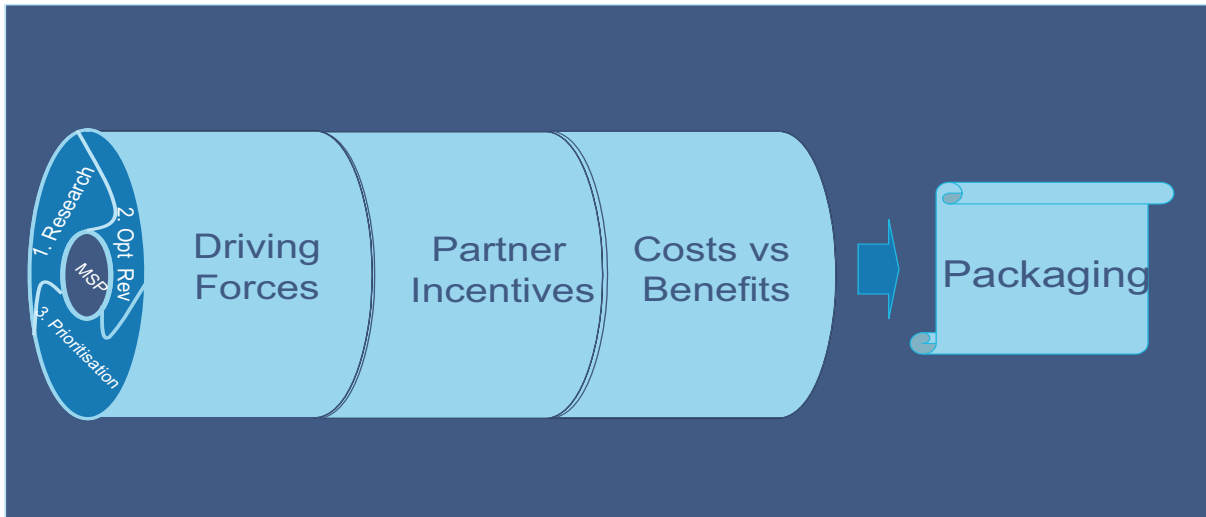 1. Research
2. Opt Rev
3. Prioritisation
MSP
Driving
Forces
Partner
Incentives
Costs vs
Benefits
Packaging